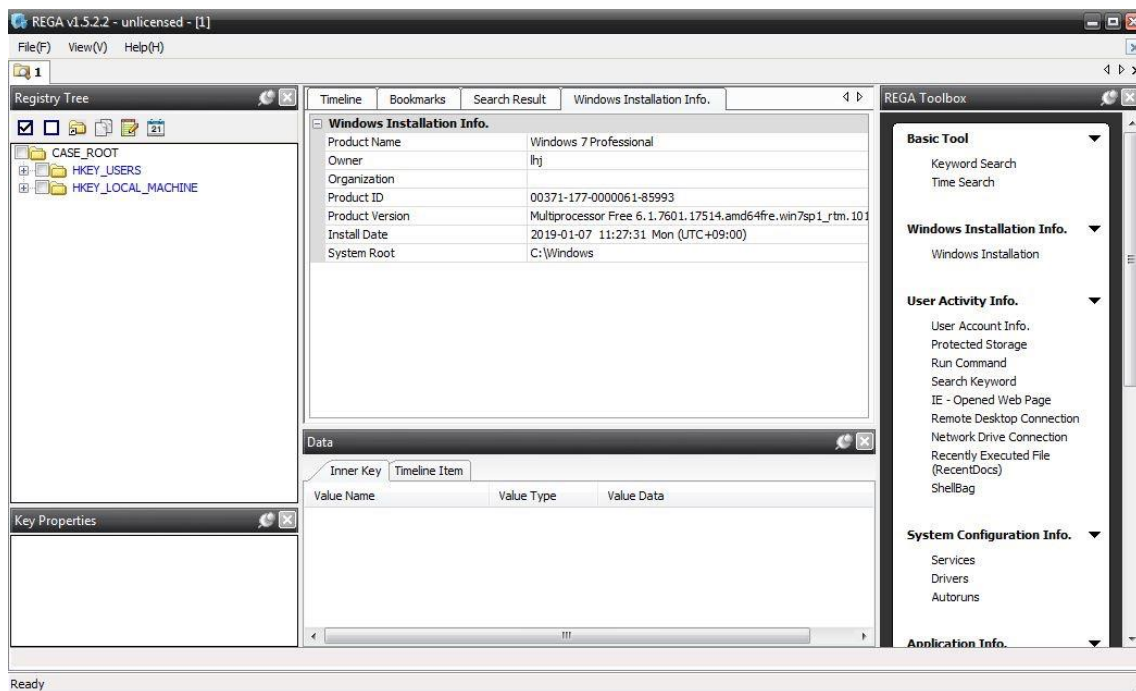 REGA v1.5.2.2 - unlicensed - [1]
File(F) View(V) Help(H)
1
Registry Tree
21
CASE_ROOT
HKEY_USERS
HKEY_LOCAL_MACHINE
Key Properties
Timeline Bookmarks Search Result Windows Installation Info.
Windows Installation Info.
Product Name Windows 7 Professional
Owner lhj
Organization
Product ID 00371-177-0000061-85993
Product Version Multiprocessor Free 6.1.7601.17514.amd64fre.win7sp1_rtm.101
Install Date 2019-01-07 11:27:31 Mon (UTC+09:00)
System Root C:\Windows
Data
Inner Key Timeline Item
Value Name Value Type Value Data
REGA Toolbox
Basic Tool
Keyword Search
Time Search
Windows Installation Info.
Windows Installation
User Activity Info.
User Account Info.
Protected Storage
Run Command
Search Keyword
IE - Opened Web Page
Remote Desktop Connection
Network Drive Connection
Recently Executed File
(RecentDocs)
ShellBag
System Configuration Info.
Services
Drivers
Autoruns
Application Info.
Ready